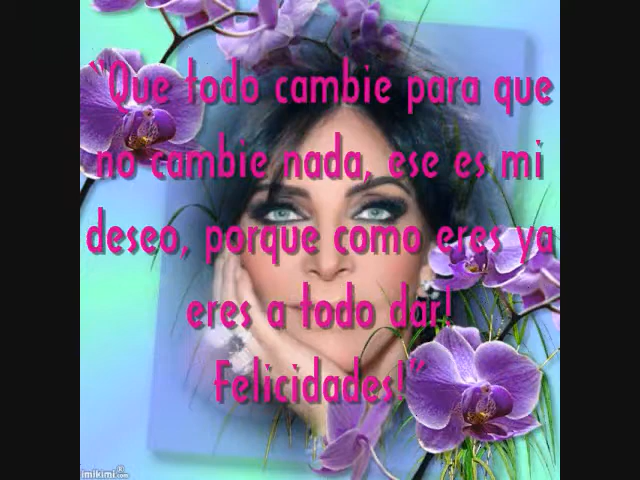 “Que todo cambie para que
no cambie nada, ese es mi
deseo, porque como eres ya
eres a todo dar!
Felicidades!”
imikimi.com